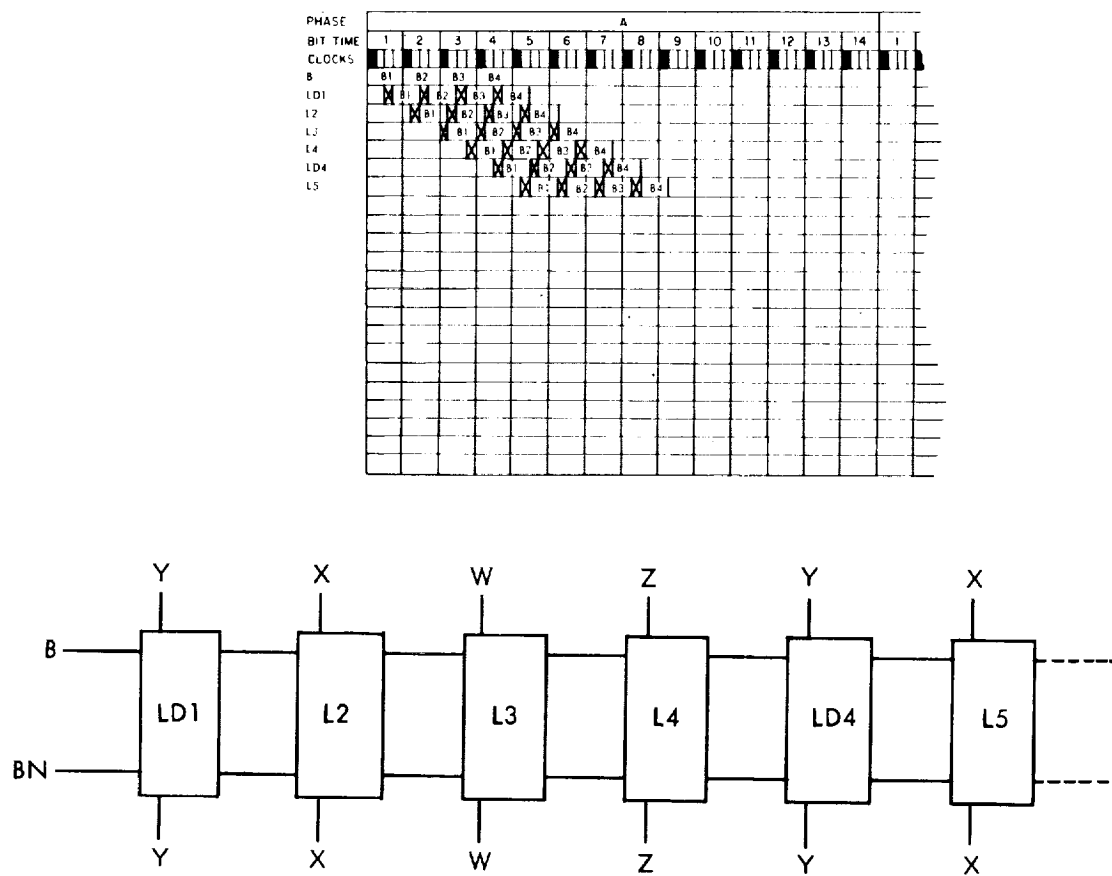 PHASE A
BIT TIME 1 2 3 4 5 6 7 8 9 10 11 12 13 14 1
CLOCKS
B B1 B2 B3 B4
LD1 B1 B2 B3 B4
L2 B1 B2 B3 B4
L3 B1 B2 B3 B4
L4 B1 B2 B3 B4
LD4 B1 B2 B3 B4
L5 B1 B2 B3 B4
Y X W Z Y X
B
LD1 L2 L3 L4 LD4 L5
BN
Y X W Z Y X